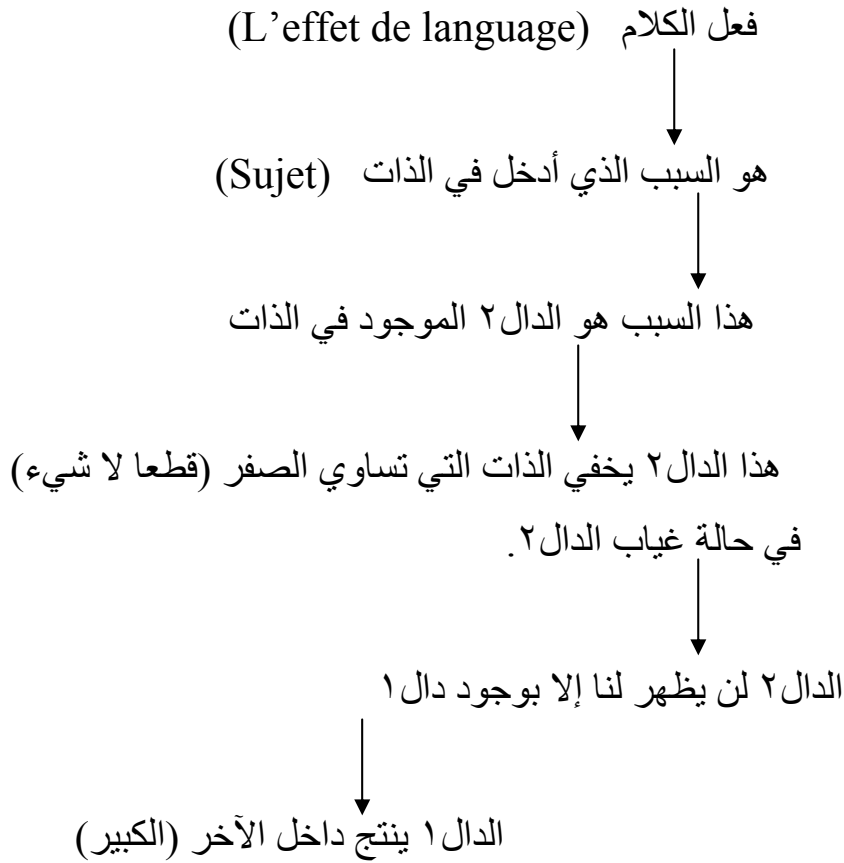 فعل الكلام (L’effet de language)
هو السبب الذي أدخل في الذات (Sujet)
هذا السبب هو الدال٢ الموجود في الذات
هذا الدال٢ يخفي الذات التي تساوي الصفر (قطعا لا شيء)
في حالة غياب الدال٢.
الدال٢ لن يظهر لنا إلا بوجود دال١
الدال١ ينتج داخل الآخر (الكبير)